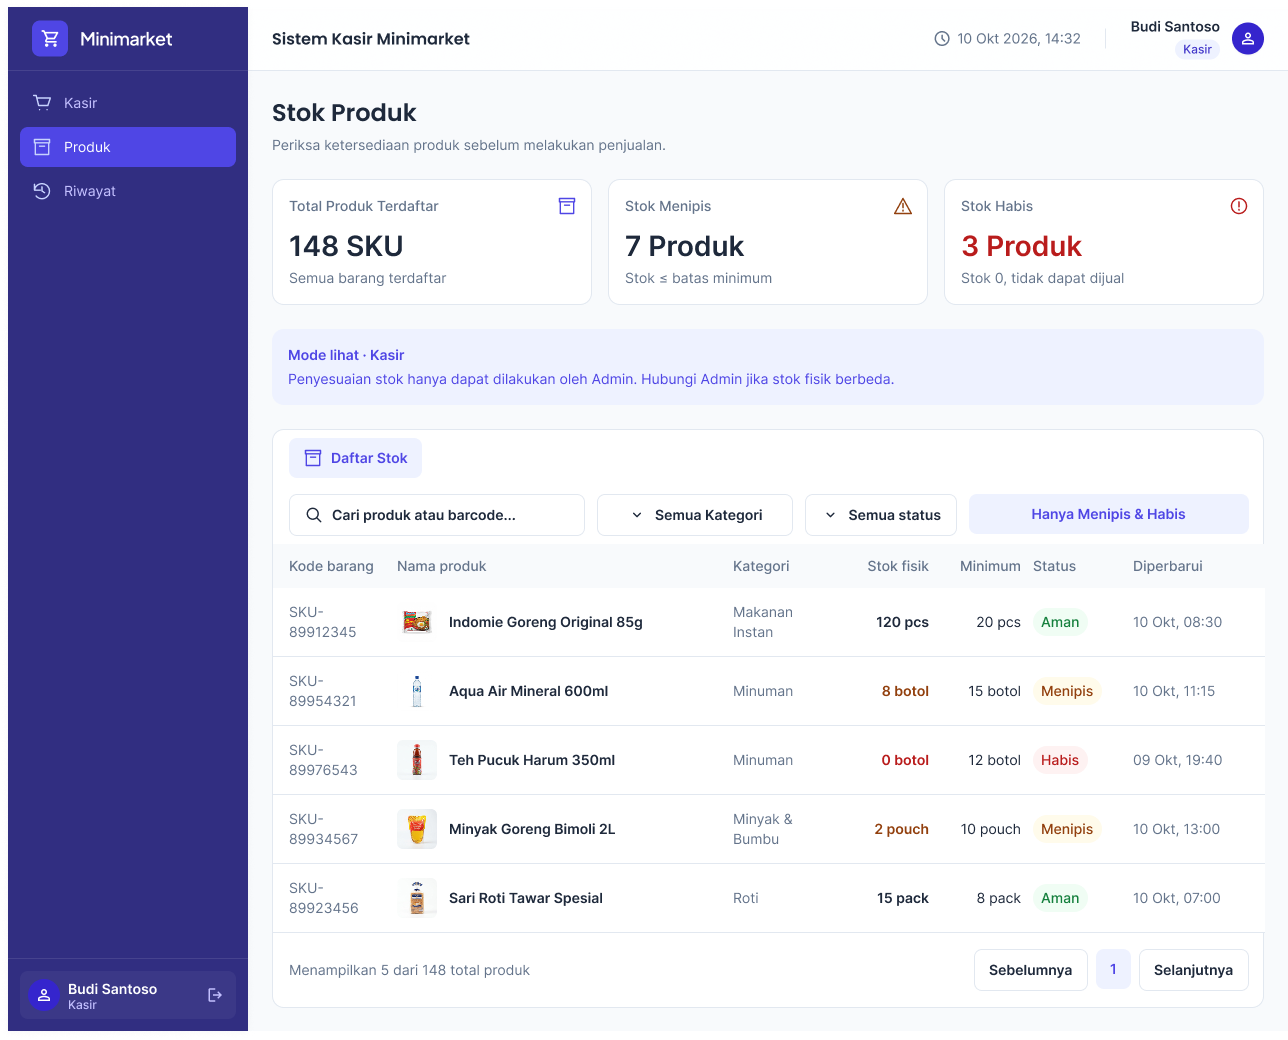 Minimarket
Sistem Kasir Minimarket
10 Okt 2026, 14:32
Budi Santoso
Kasir
Kasir
Produk
Riwayat
Stok Produk
Periksa ketersediaan produk sebelum melakukan penjualan.
Total Produk Terdaftar
148 SKU
Semua barang terdaftar
Stok Menipis
7 Produk
Stok ≤ batas minimum
Stok Habis
3 Produk
Stok 0, tidak dapat dijual
Mode lihat · Kasir
Penyesuaian stok hanya dapat dilakukan oleh Admin. Hubungi Admin jika stok fisik berbeda.
Daftar Stok
Cari produk atau barcode...
Semua Kategori
Semua status
Hanya Menipis & Habis
Kode barang Nama produk Kategori Stok fisik Minimum Status Diperbarui
SKU-
89912345
Indomie Goreng Original 85g
Makanan
Instan
120 pcs
20 pcs
Aman
10 Okt, 08:30
SKU-
89954321
Aqua Air Mineral 600ml
Minuman
8 botol
15 botol
Menipis
10 Okt, 11:15
SKU-
89976543
Teh Pucuk Harum 350ml
Minuman
0 botol
12 botol
Habis
09 Okt, 19:40
SKU-
89934567
Minyak Goreng Bimoli 2L
Minyak &
Bumbu
2 pouch
10 pouch
Menipis
10 Okt, 13:00
SKU-
89923456
Sari Roti Tawar Spesial
Roti
15 pack
8 pack
Aman
10 Okt, 07:00
Menampilkan 5 dari 148 total produk
Sebelumnya
1
Selanjutnya
Budi Santoso
Kasir